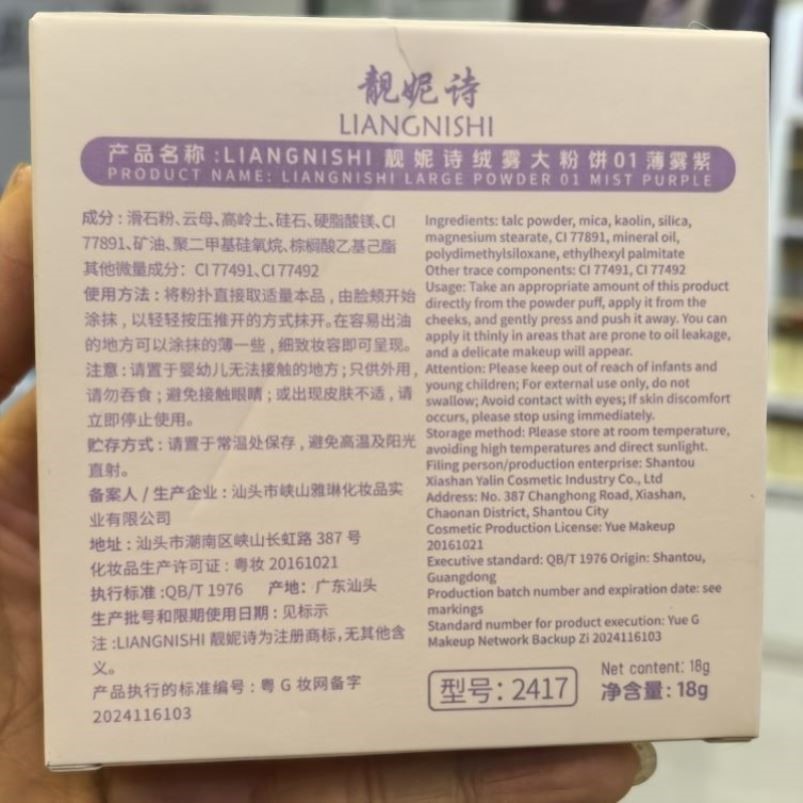 靓妮诗
LIANGNISHI
产品名称:LIANGNISHI 靓妮诗绒雾大粉饼01薄雾紫
PRODUCT NAME: LIANGNISHI LARGE POWDER 01 MIST PURPLE
成分:滑石粉、云母、高岭土、硅石、硬脂酸镁、CI
77891、矿油、聚二甲基硅氧烷、棕榈酸乙基己酯
其他微量成分: CI 77491、CI 77492
使用方法:将粉扑直接取适量本品,由脸颊开始
涂抹,以轻轻按压推开的方式抹开。在容易出油
的地方可以涂抹的薄一些,细致妆容即可呈现。
注意:请置于婴幼儿无法接触的地方;只供外用,
请勿吞食;避免接触眼睛;或出现皮肤不适,请
立即停止使用。
贮存方式:请置于常温处保存,避免高温及阳光
直射。
备案人/生产企业:汕头市峡山雅琳化妆品实
业有限公司
地址:汕头市潮南区峡山长虹路387号
化妆品生产许可证:粤妆20161021
执行标准:QB/T 1976 产地: 广东汕头
生产批号和限期使用日期:见标示
注:LIANGNISHI 靓妮诗为注册商标,无其他含
义。
产品执行的标准编号:粤G妆网备字
2024116103
Ingredients: talc powder, mica, kaolin, silica,
magnesium stearate, CI 77891, mineral oil,
polydimethylsiloxane, ethylhexyl palmitate
Other trace components: CI 77491, CI 77492
Usage: Take an appropriate amount of this product
directly from the powder puff, apply it from the
cheeks, and gently press and push it away. You can
apply it thinly in areas that are prone to oil leakage,
and a delicate makeup will appear.
Attention: Please keep out of reach of infants and
young children; For external use only, do not
swallow; Avoid contact with eyes; If skin discomfort
occurs, please stop using immediately.
Storage method: Please store at room temperature,
avoiding high temperatures and direct sunlight.
Filing person/production enterprise: Shantou
Xiashan Yalin Cosmetic Industry Co., Ltd
Address: No. 387 Changhong Road, Xiashan,
Chaonan District, Shantou City
Cosmetic Production License: Yue Makeup
20161021
Executive standard: QB/T 1976 Origin: Shantou,
Guangdong
Production batch number and expiration date: see
markings
Standard number for product execution: Yue G
Makeup Network Backup Zi 2024116103
型号: 2417
Net content: 18g
净含量: 18g